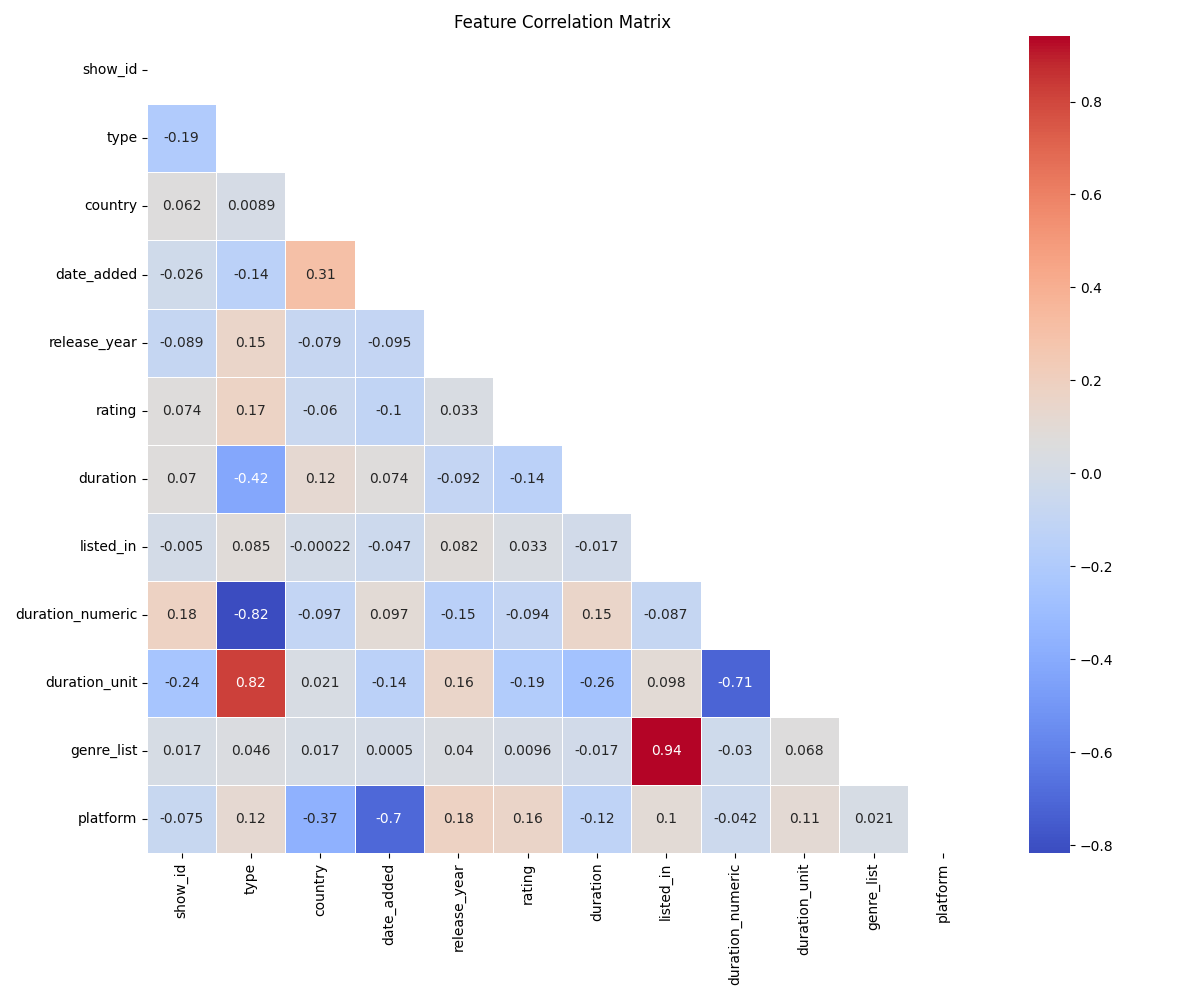 Feature Correlation Matrix
show_id
type -0.19
country 0.062 0.0089
date_added -0.026 -0.14 0.31
release_year -0.089 0.15 -0.079 -0.095
rating 0.074 0.17 -0.06 -0.1 0.033
duration 0.07 -0.42 0.12 0.074 -0.092 -0.14
listed_in -0.005 0.085 -0.00022 -0.047 0.082 0.033 -0.017
duration_numeric 0.18 -0.82 -0.097 0.097 -0.15 -0.094 0.15 -0.087
duration_unit -0.24 0.82 0.021 -0.14 0.16 -0.19 -0.26 0.098 -0.71
genre_list 0.017 0.046 0.017 0.0005 0.04 0.0096 -0.017 0.94 -0.03 0.068
platform -0.075 0.12 -0.37 -0.7 0.18 0.16 -0.12 0.1 -0.042 0.11 0.021
show_id type country date_added release_year rating duration listed_in duration_numeric duration_unit genre_list platform
0.8
0.6
0.4
0.2
0.0
−0.2
−0.4
−0.6
−0.8